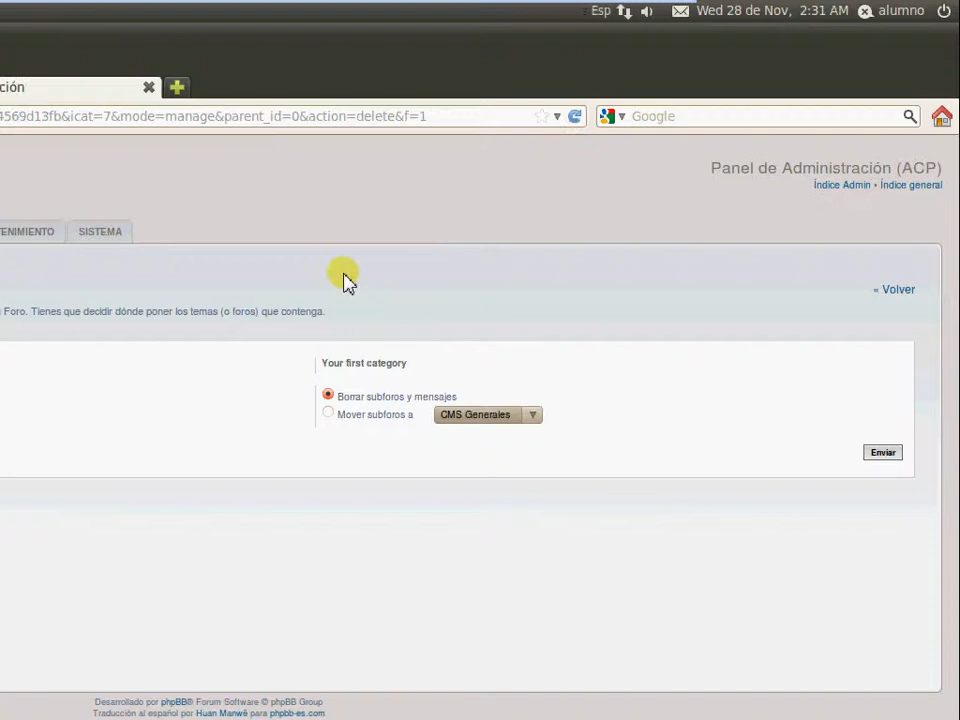 Esp Wed 28 de Nov, 2:31 AM alumno
ción
4569d13fb&icat=7&mode=manage&parent_id=0&action=delete&f=1 Google
Panel de Administración (ACP)
Índice Admin • Índice general
TENIMIENTO SISTEMA
« Volver
Foro. Tienes que decidir dónde poner los temas (o foros) que contenga.
Your first category
Borrar subforos y mensajes
Mover subforos a CMS Generales
Enviar
Desarrollado por phpBB® Forum Software © phpBB Group
Traducción al español por Huan Manwë para phpbb-es.com